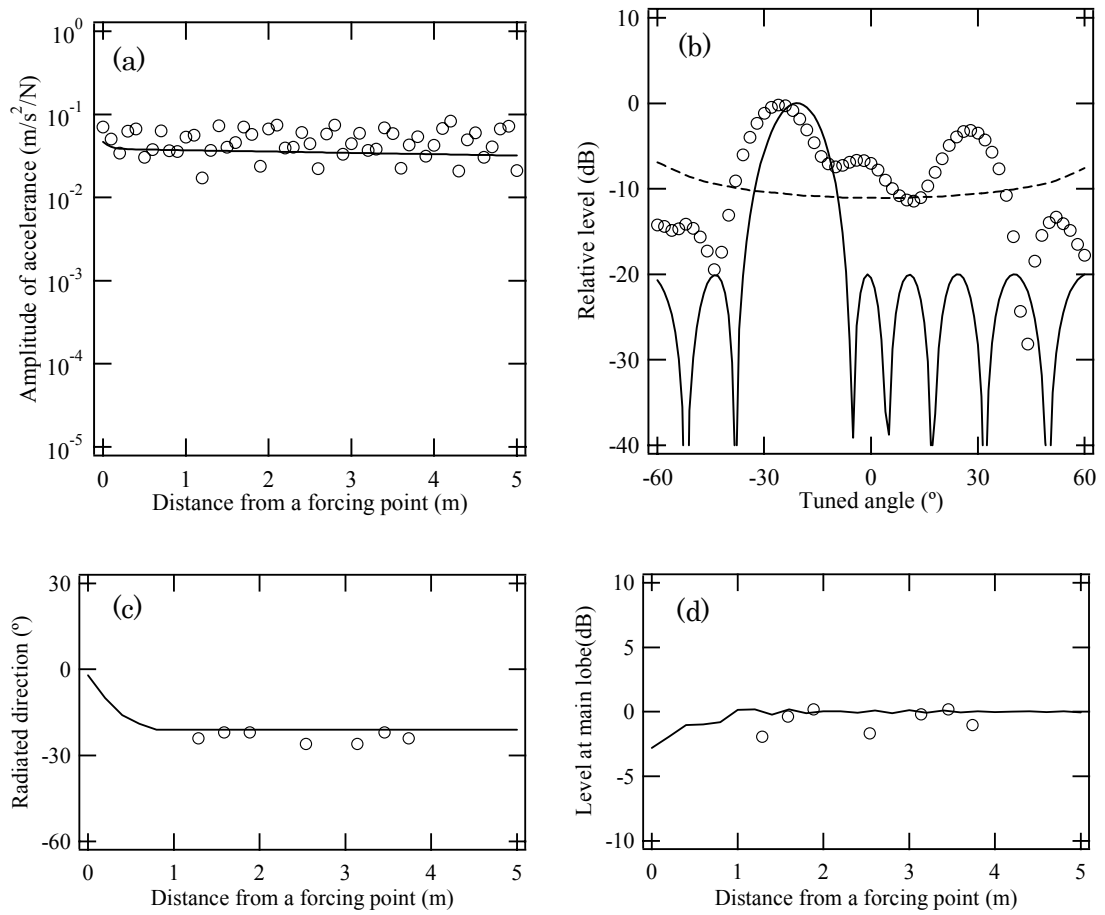 (a)
10⁰
10⁻¹
10⁻²
10⁻³
10⁻⁴
10⁻⁵
Amplitude of accelerance (m/s²/N)
0 1 2 3 4 5
Distance from a forcing point (m)
(b)
10
0
-10
-20
-30
-40
Relative level (dB)
-60 -30 0 30 60
Tuned angle (º)
(c)
30
0
-30
-60
Radiated direction (º)
0 1 2 3 4 5
Distance from a forcing point (m)
(d)
10
5
0
-5
-10
Level at main lobe(dB)
0 1 2 3 4 5
Distance from a forcing point (m)